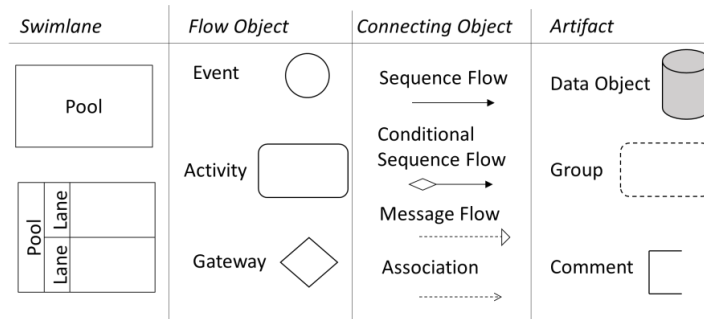 Swimlane
Flow Object
Connecting Object
Artifact
Pool
Pool
Lane
Lane
Event
Activity
Gateway
Sequence Flow
Conditional
Sequence Flow
Message Flow
Association
Data Object
Group
Comment